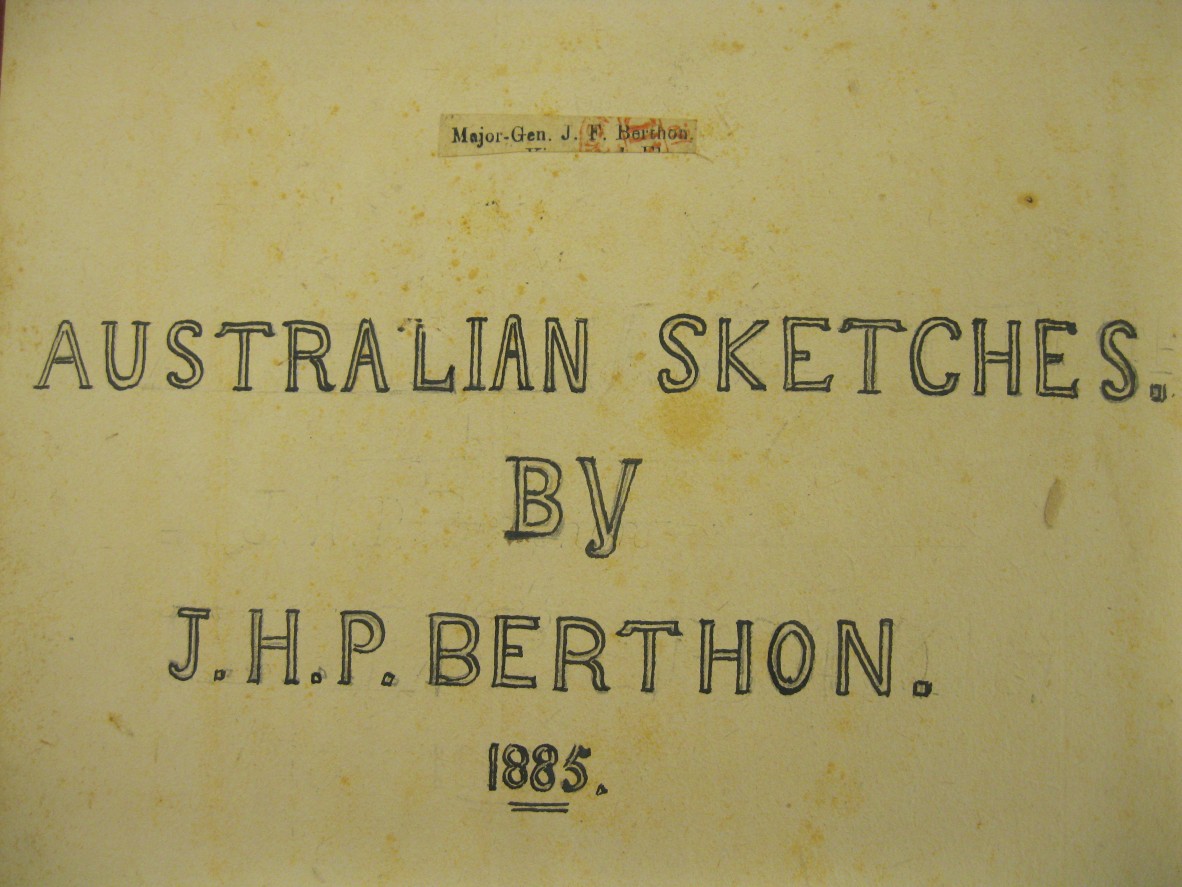 Major-Gen. J. F. Berthon.
AUSTRALIAN SKETCHES.
BY
J.H.P. BERTHON.
1885.